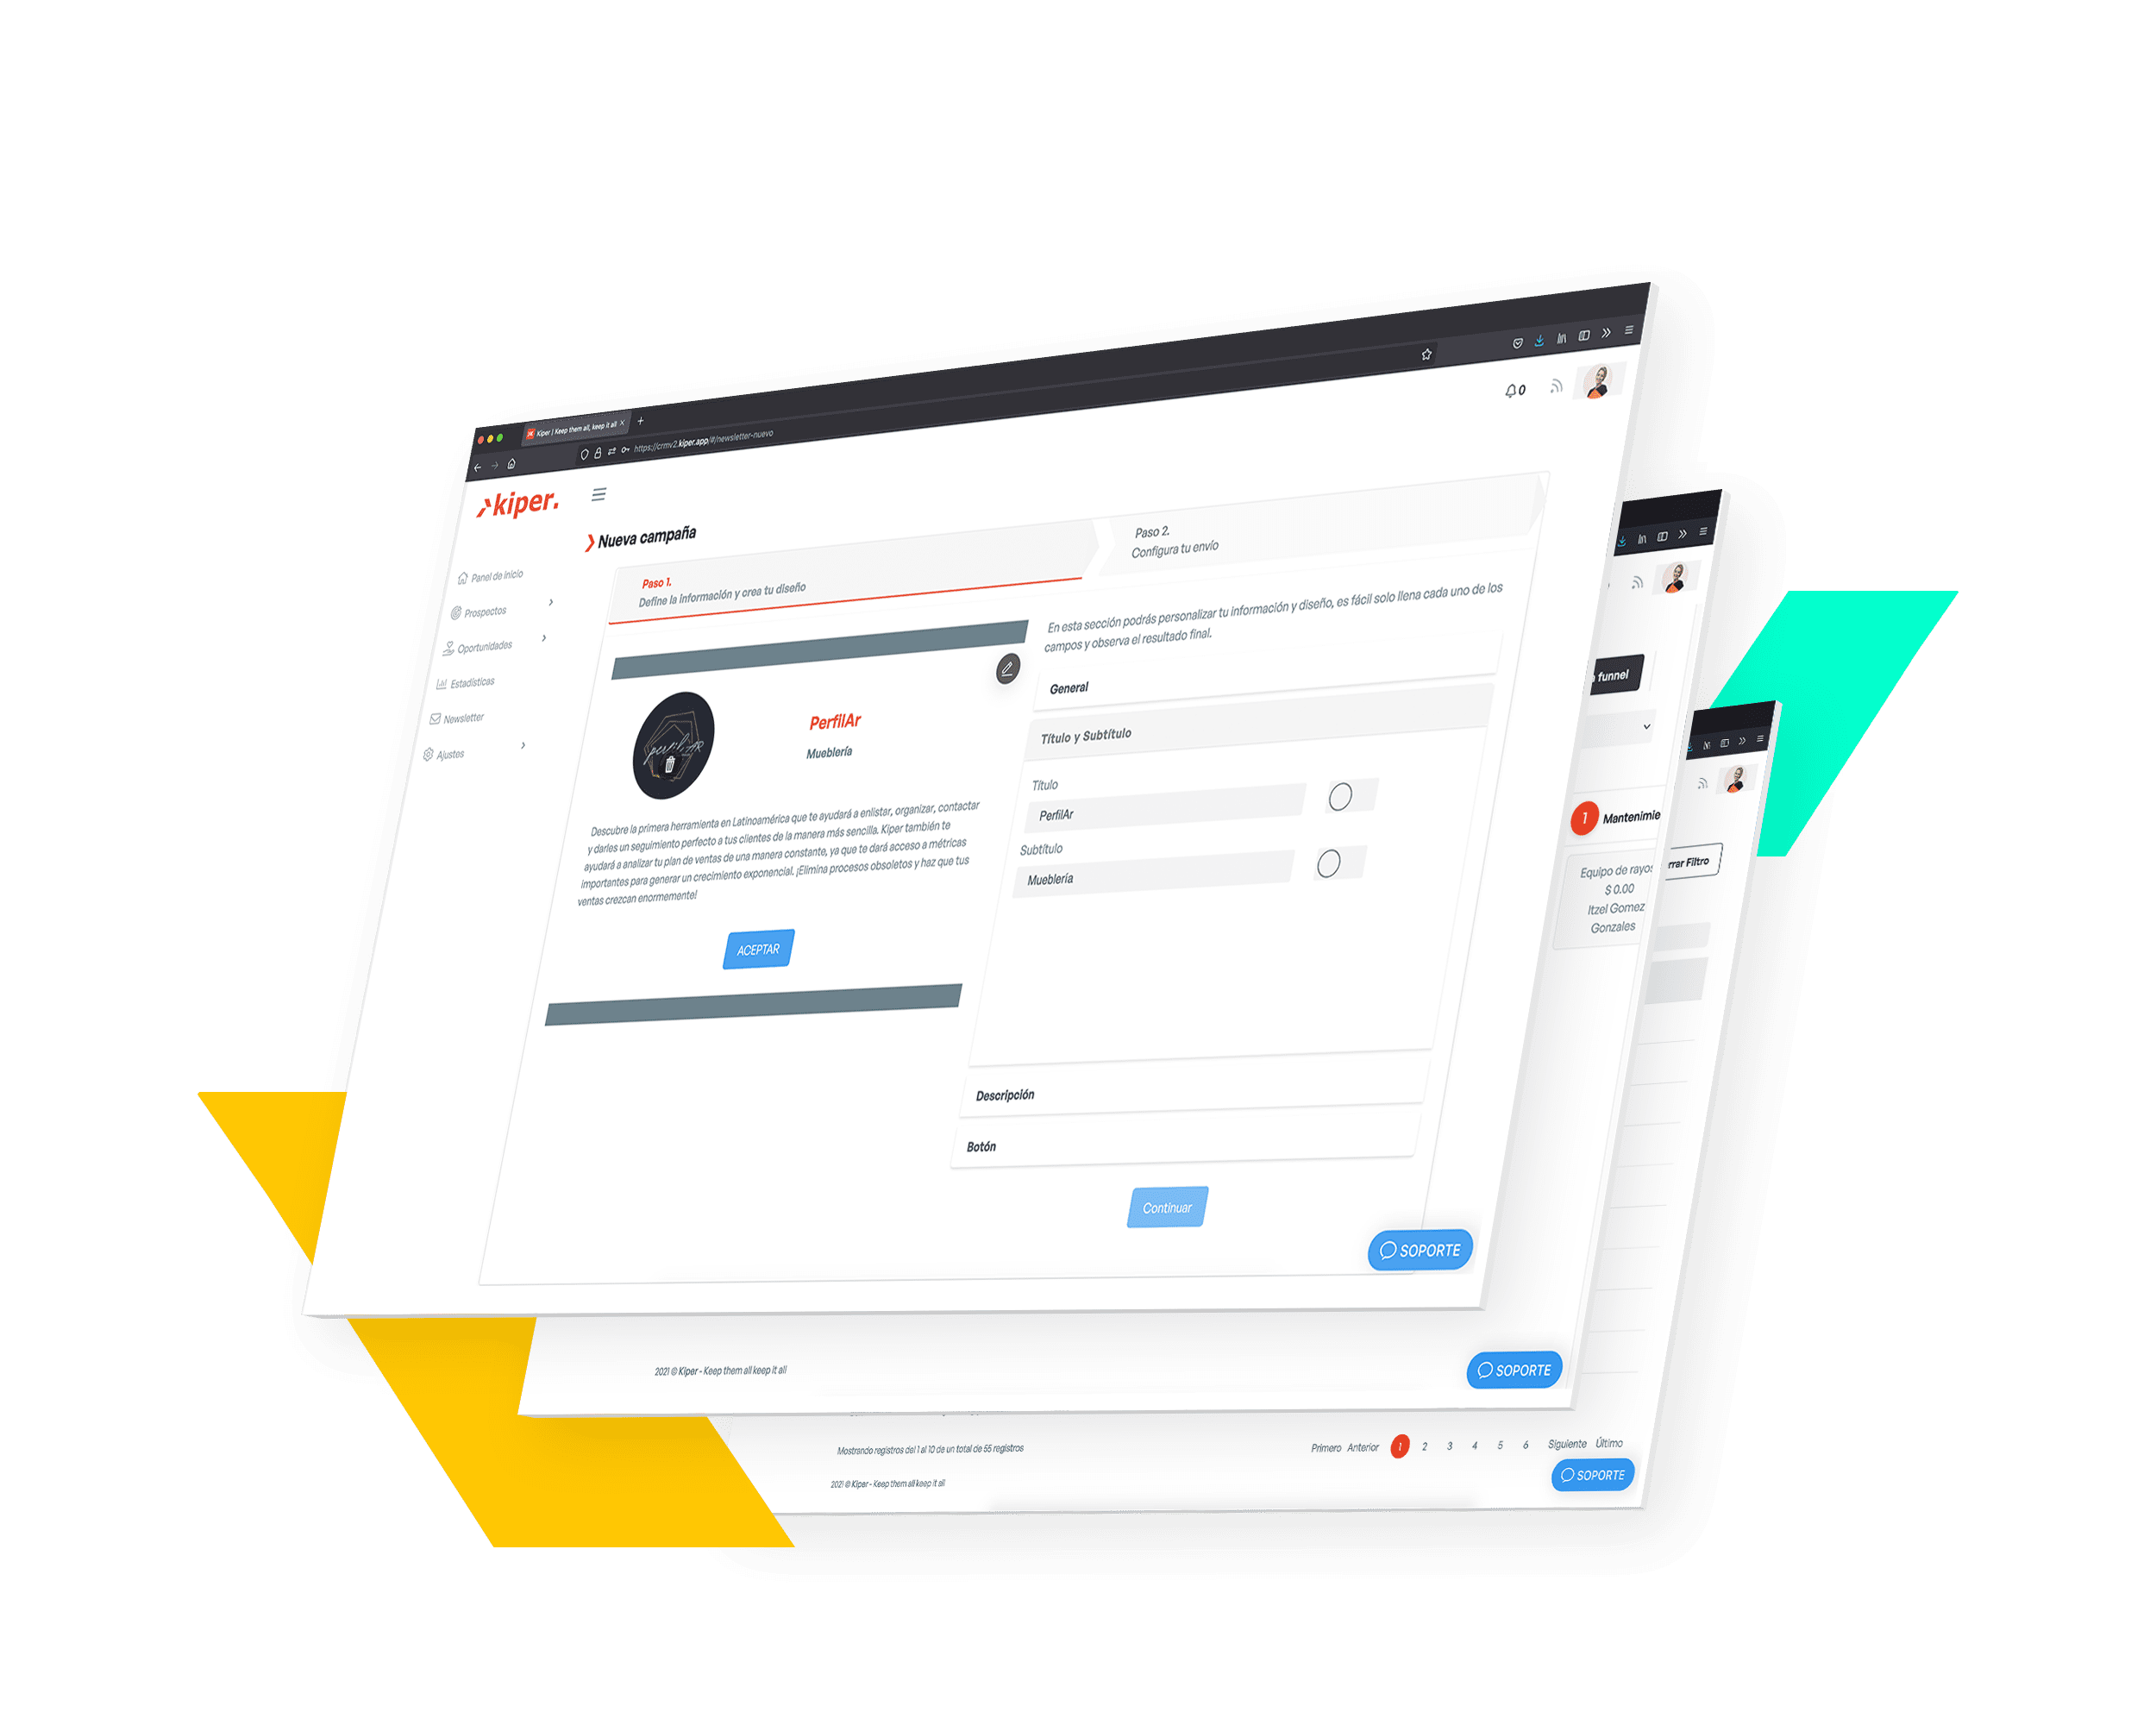 Kiper | Keep them all, keep it all
https://crmv2.kiper.app/#/newsletter-nuevo
0
kiper.
Nueva campaña
Panel de inicio
Prospectos
Oportunidades
Estadísticas
Newsletter
Ajustes
Paso 1.
Define la información y crea tu diseño
Paso 2.
Configura tu envío
PerfilAr
Mueblería
perfilAR
Descubre la primera herramienta en Latinoamérica que te ayudará a enlistar, organizar, contactar
y darles un seguimiento perfecto a tus clientes de la manera más sencilla. Kiper también te
ayudará a analizar tu plan de ventas de una manera constante, ya que te dará acceso a métricas
importantes para generar un crecimiento exponencial. ¡Elimina procesos obsoletos y haz que tus
ventas crezcan enormemente!
ACEPTAR
En esta sección podrás personalizar tu información y diseño, es fácil solo llena cada uno de los
campos y observa el resultado final.
General
Título y Subtítulo
Título
PerfilAr
Subtítulo
Mueblería
Descripción
Botón
Continuar
SOPORTE
funnel
1 Mantenimie
Equipo de rayos
$ 0.00
Itzel Gomez
Gonzales
2021 © Kiper - Keep them all keep it all
SOPORTE
rrar Filtro
Mostrando registros del 1 al 10 de un total de 55 registros
Primero Anterior 1 2 3 4 5 6 Siguiente Último
2021 © Kiper - Keep them all keep it all
SOPORTE